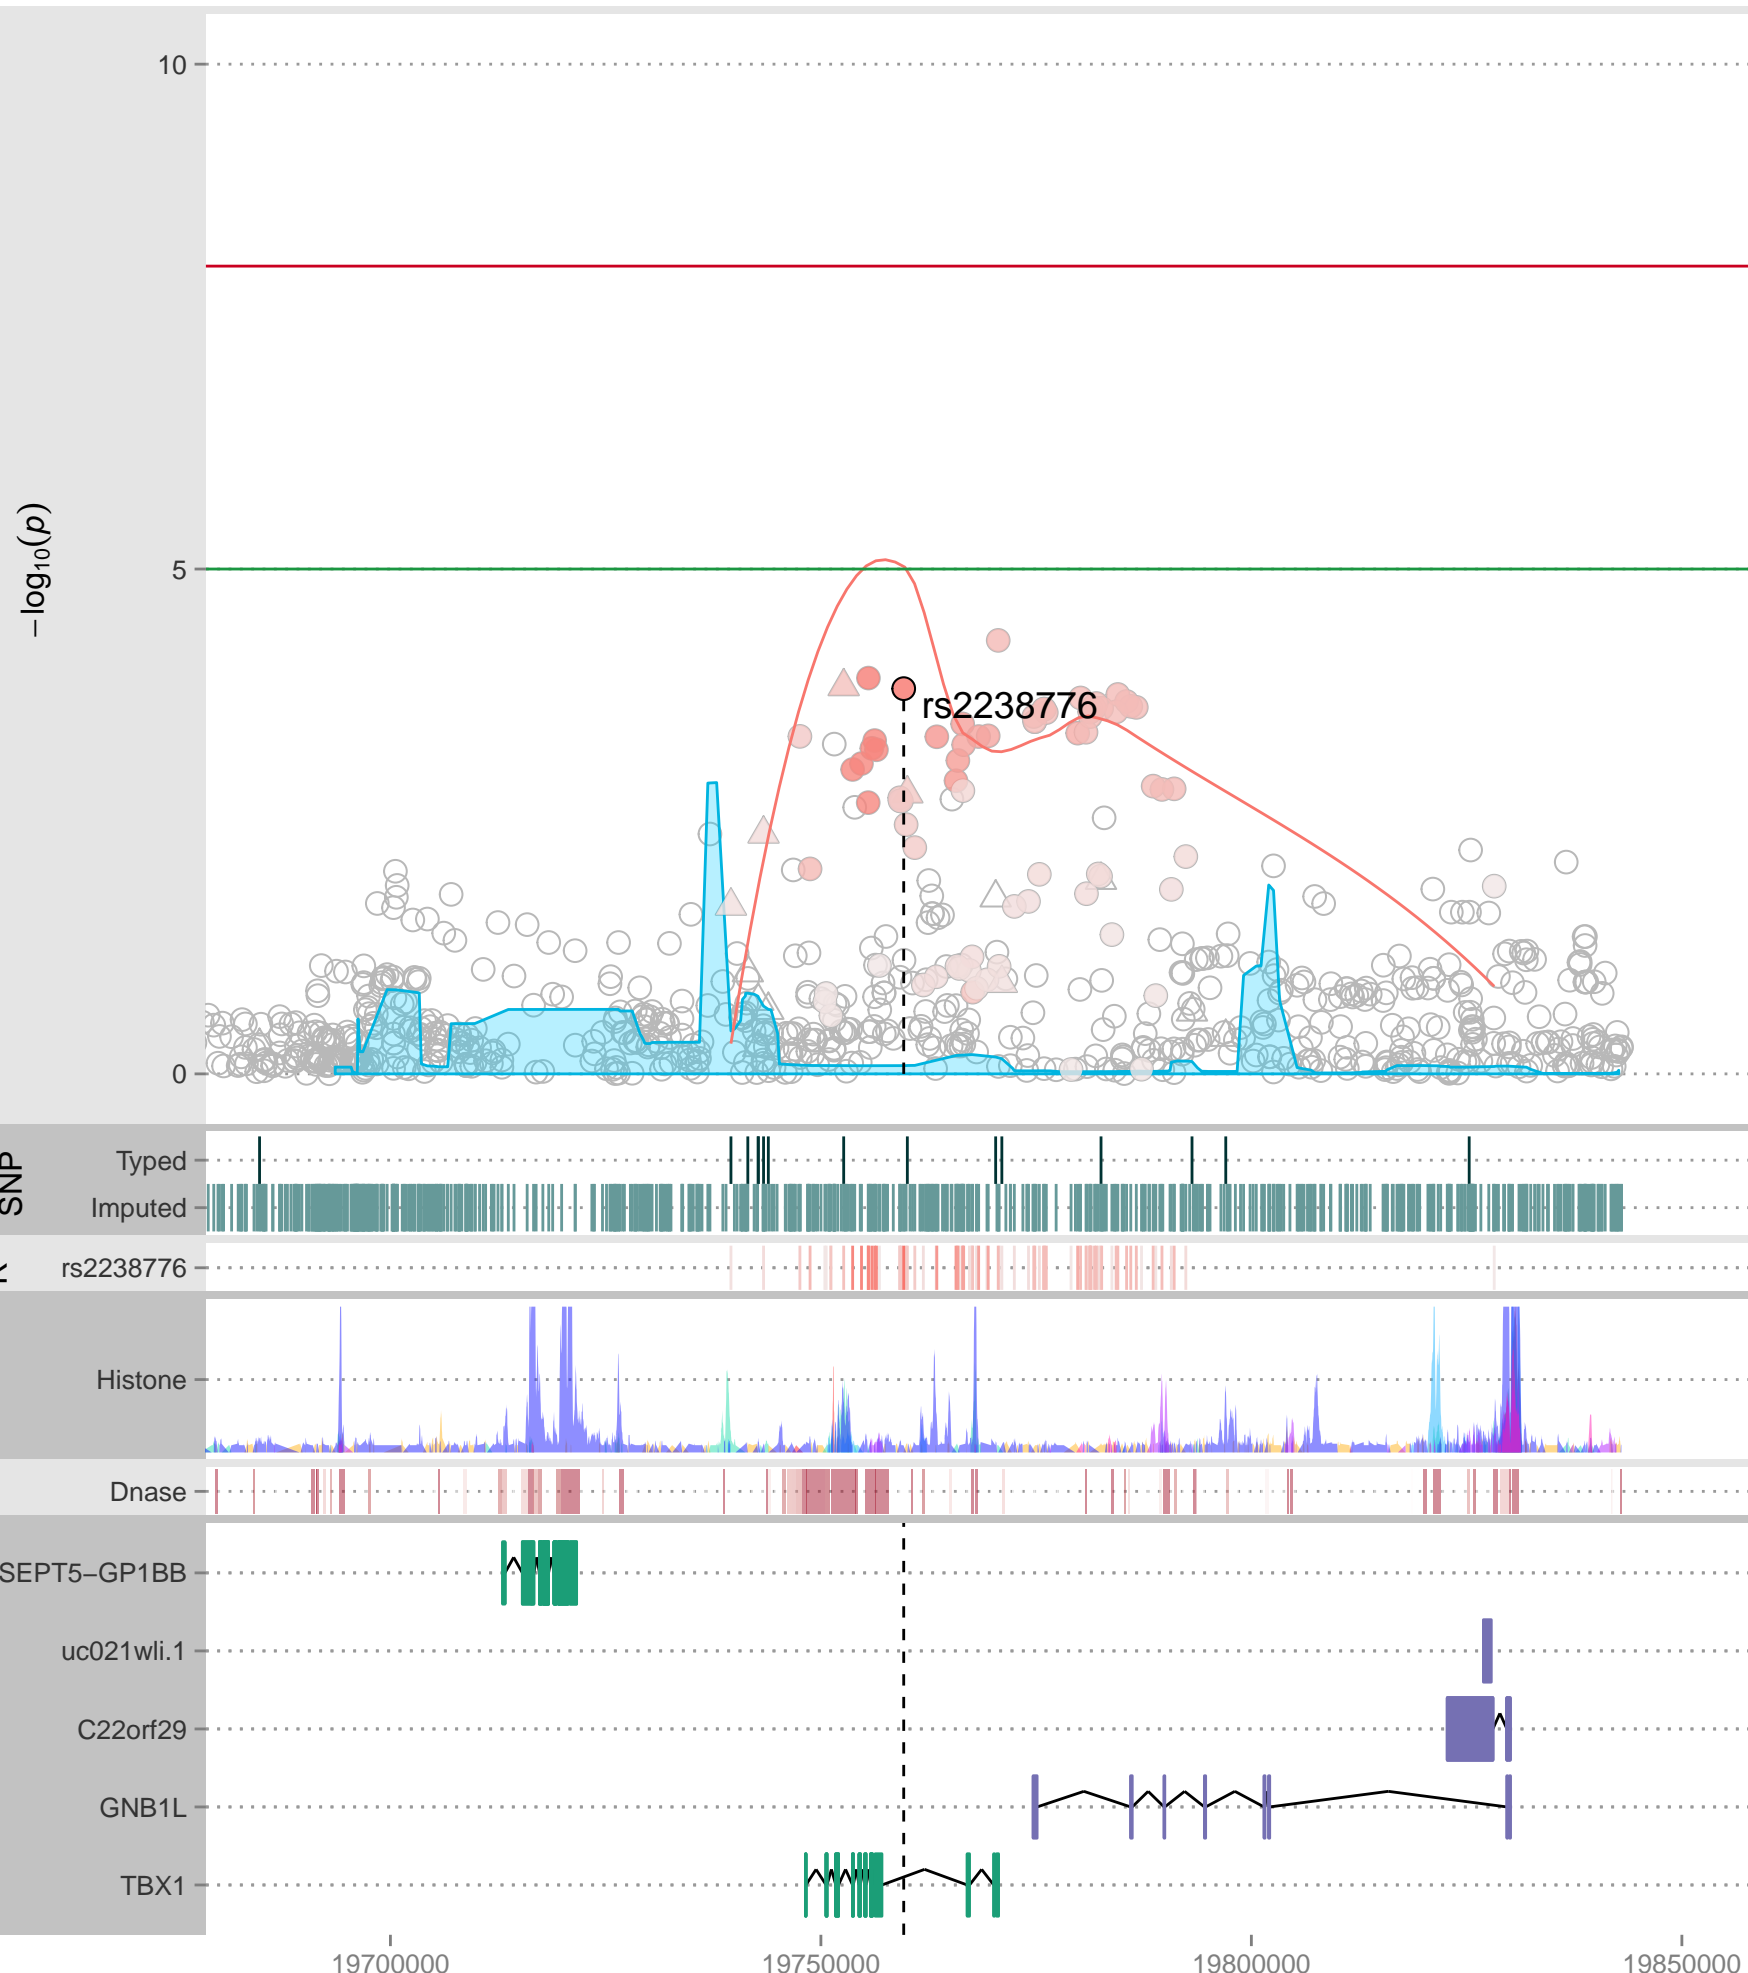 10
5
0
−log10(p)
rs2238776
SNP
Typed
Imputed
rs2238776
Histone
Dnase
SEPT5−GP1BB
uc021wli.1
C22orf29
GNB1L
TBX1
19700000 19750000 19800000 19850000